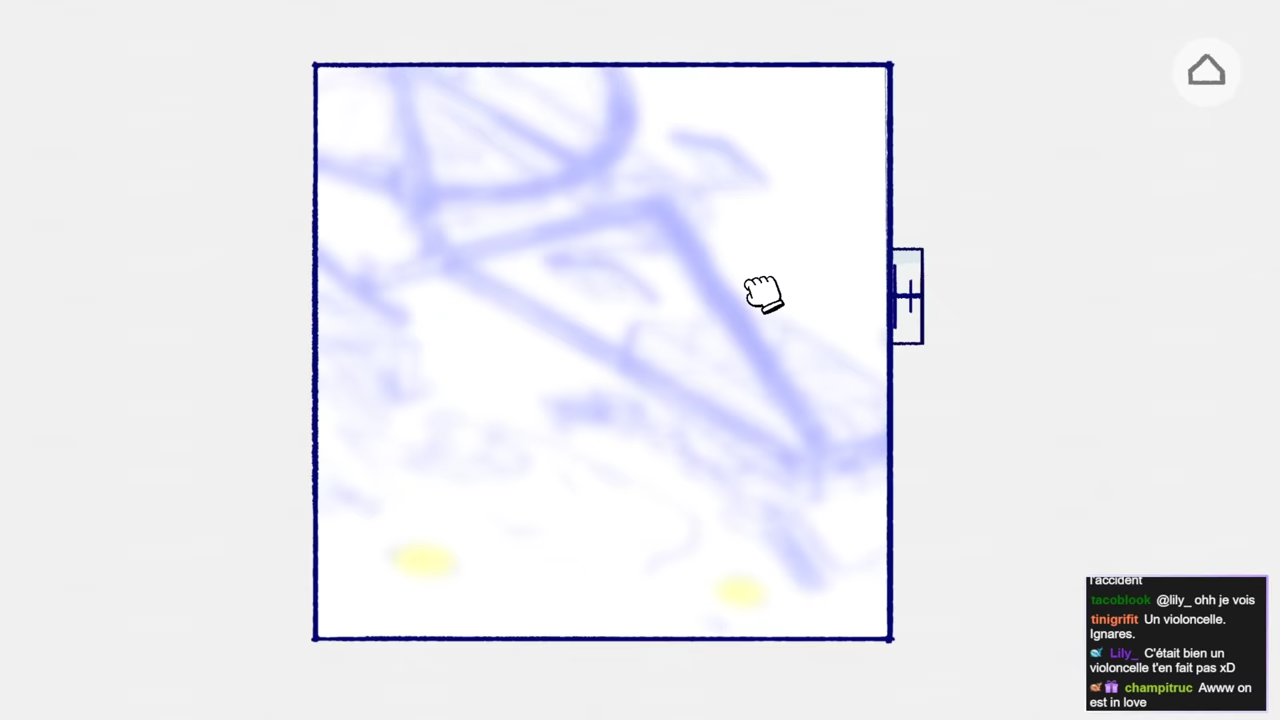 l'accident
tacoblook @lily_ ohh je vois
tinigrifit Un violoncelle.
Ignares.
Lily_ C'était bien un
violoncelle t'en fait pas xD
champitruc Awww on
est in love